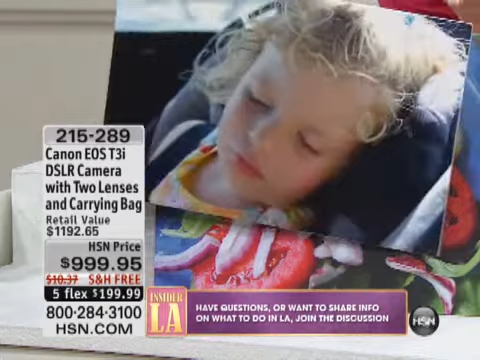 215-289
Canon EOS T3i
DSLR Camera
with Two Lenses
and Carrying Bag
Retail Value
$1192.65
HSN Price
$999.95
$10.37 S&H FREE
5 flex $199.99
800·284·3100
HSN.COM
INSIDER
LA
HAVE QUESTIONS, OR WANT TO SHARE INFO
ON WHAT TO DO IN LA, JOIN THE DISCUSSION
HSN